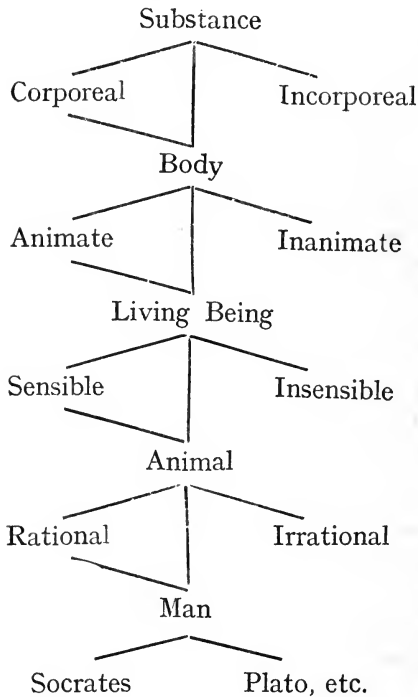 Substance
Corporeal Incorporeal
Body
Animate Inanimate
Living Being
Sensible Insensible
Animal
Rational Irrational
Man
Socrates Plato, etc.